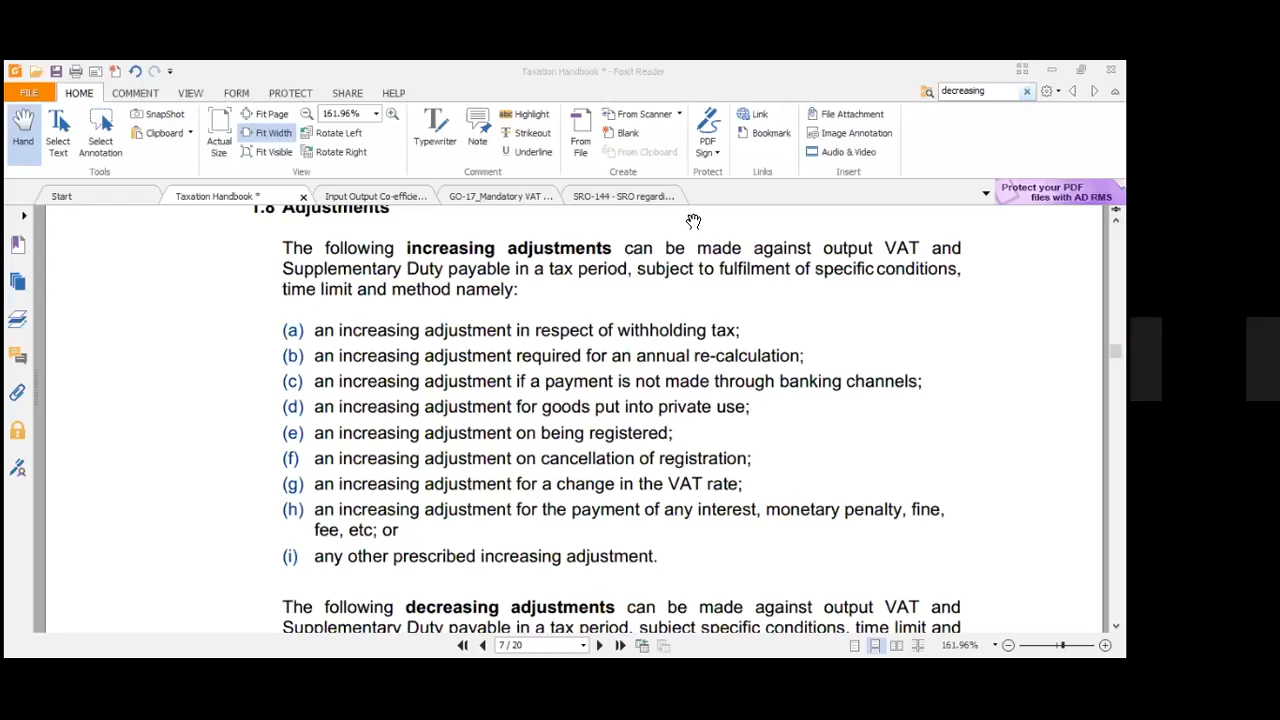 Taxation Handbook * - Foxit Reader
FILE HOME COMMENT VIEW FORM PROTECT SHARE HELP
decreasing
Hand
Select Text
Select Annotation
SnapShot
Clipboard
Tools
Actual Size
Fit Page
Fit Width
Fit Visible
161.96%
Rotate Left
Rotate Right
View
Typewriter
Note
Highlight
Strikeout
Underline
Comment
From File
From Scanner
Blank
From Clipboard
Create
PDF Sign
Protect
Link
Bookmark
Links
File Attachment
Image Annotation
Audio & Video
Insert
Start
Taxation Handbook *
Input Output Co-efficie...
GO-17_Mandatory VAT ...
SRO-144 - SRO regardi...
Protect your PDF
files with AD RMS
1.8 Adjustments
The following increasing adjustments can be made against output VAT and
Supplementary Duty payable in a tax period, subject to fulfilment of specific conditions,
time limit and method namely:
(a) an increasing adjustment in respect of withholding tax;
(b) an increasing adjustment required for an annual re-calculation;
(c) an increasing adjustment if a payment is not made through banking channels;
(d) an increasing adjustment for goods put into private use;
(e) an increasing adjustment on being registered;
(f) an increasing adjustment on cancellation of registration;
(g) an increasing adjustment for a change in the VAT rate;
(h) an increasing adjustment for the payment of any interest, monetary penalty, fine,
fee, etc; or
(i) any other prescribed increasing adjustment.
The following decreasing adjustments can be made against output VAT and
Supplementary Duty payable in a tax period, subject specific conditions, time limit and
7 / 20
161.96%